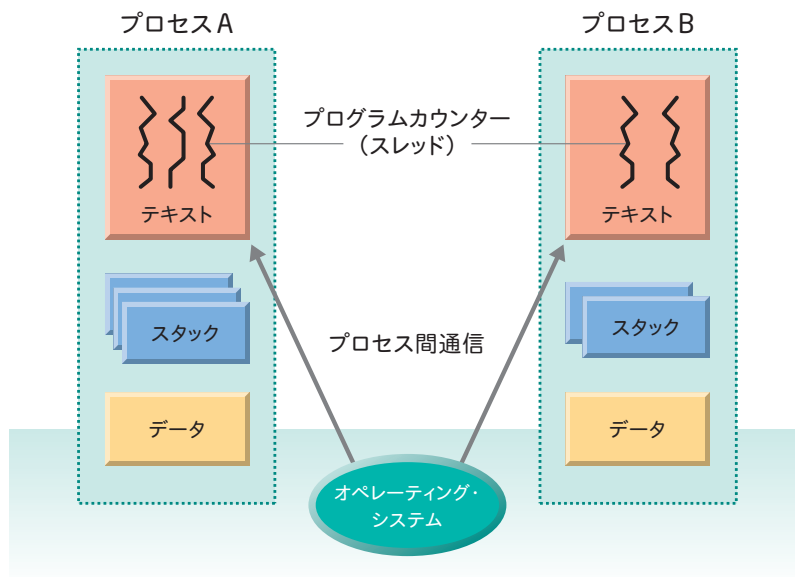 プロセスA
プロセスB
プログラムカウンター
（スレッド）
テキスト
テキスト
スタック
スタック
プロセス間通信
データ
データ
オペレーティング・
システム